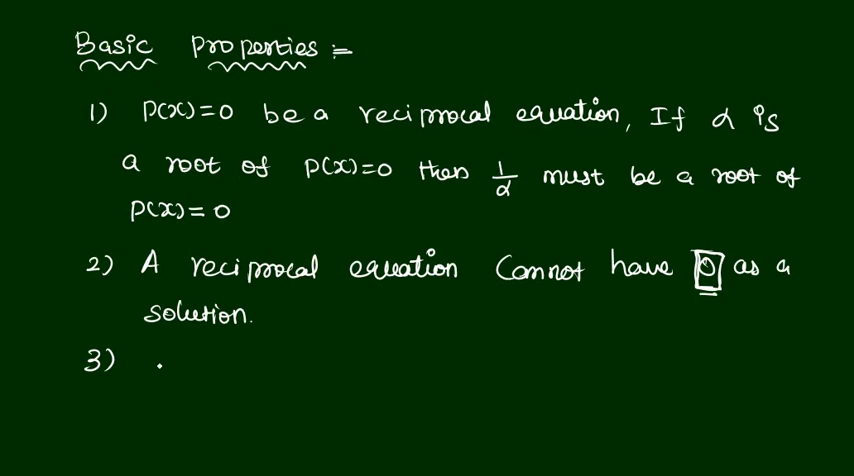 Basic Properties :-
1) P(x)=0 be a reciprocal equation, If α is
a root of P(x)=0 then 1/α must be a root of
P(x)=0
2) A reciprocal equation cannot have 0 as a
solution.
3) .